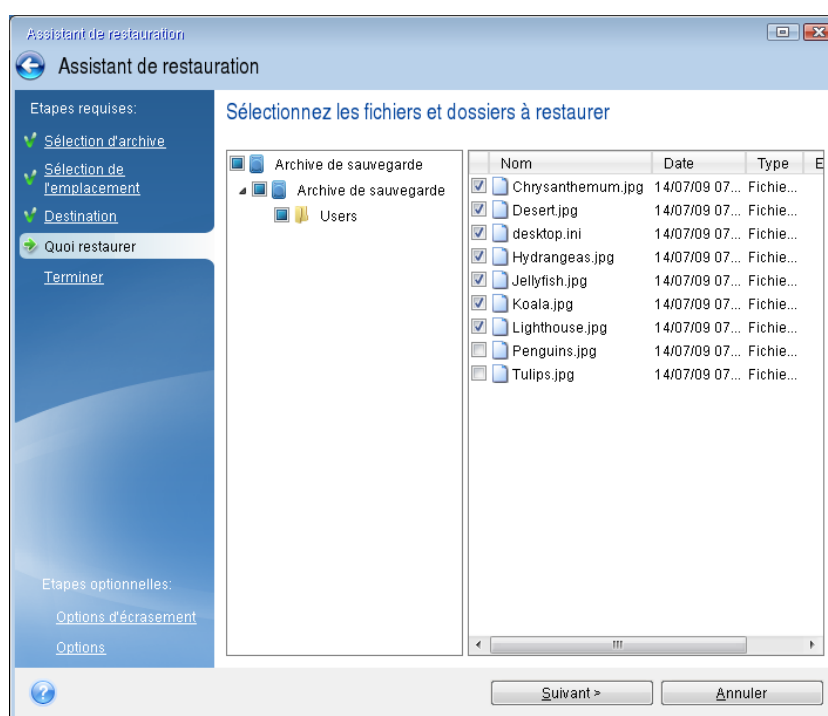 Assistant de restauration
Assistant de restauration
Etapes requises:
Sélection d'archive
Sélection de
l'emplacement
Destination
Quoi restaurer
Terminer
Etapes optionnelles:
Options d'écrasement
Options
Sélectionnez les fichiers et dossiers à restaurer
Archive de sauvegarde
Archive de sauvegarde
Users
Nom Date Type E
Chrysanthemum.jpg 14/07/09 07... Fichie...
Desert.jpg 14/07/09 07... Fichie...
desktop.ini 14/07/09 07... Fichie...
Hydrangeas.jpg 14/07/09 07... Fichie...
Jellyfish.jpg 14/07/09 07... Fichie...
Koala.jpg 14/07/09 07... Fichie...
Lighthouse.jpg 14/07/09 07... Fichie...
Penguins.jpg 14/07/09 07... Fichie...
Tulips.jpg 14/07/09 07... Fichie...
Suivant > Annuler